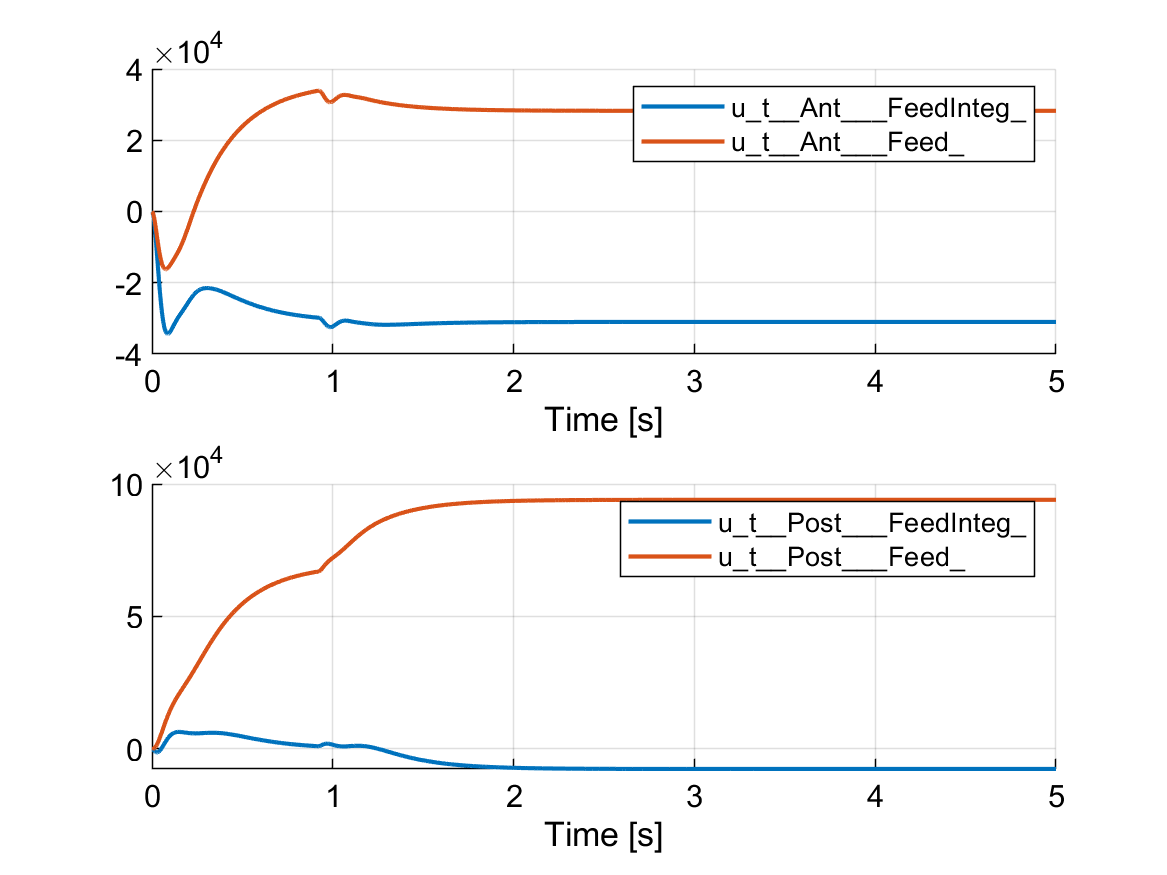 ×10^4
4
2
0
-2
-4
0 1 2 3 4 5
Time [s]
u_t__Ant___FeedInteg_
u_t__Ant___Feed_
×10^4
10
5
0
0 1 2 3 4 5
Time [s]
u_t__Post___FeedInteg_
u_t__Post___Feed_